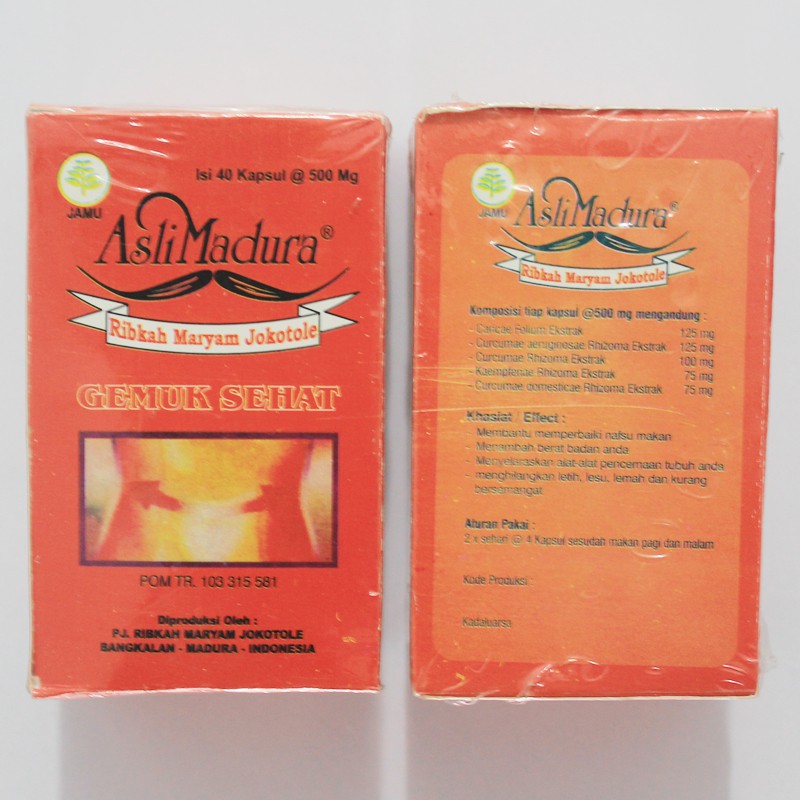 Isi 40 Kapsul @ 500 Mg
JAMU
AsliMadura®
Ribkah Maryam Jokotole
GEMUK SEHAT
POM TR. 103 315 581
Diproduksi Oleh :
PJ. RIBKAH MARYAM JOKOTOLE
BANGKALAN - MADURA - INDONESIA
JAMU
AsliMadura®
Ribkah Maryam Jokotole
Komposisi tiap kapsul @500 mg mengandung :
- Caricae Folium Ekstrak 125 mg
- Curcumae aeruginosae Rhizoma Ekstrak 125 mg
- Curcumae Rhizoma Ekstrak 100 mg
- Kaempferiae Rhizoma Ekstrak 75 mg
- Curcumae domesticae Rhizoma Ekstrak 75 mg
Khasiat / Effect :
- Membantu memperbaiki nafsu makan
- Menambah berat badan anda
- Menyelaraskan alat-alat pencernaan tubuh anda
- menghilangkan letih, lesu, lemah dan kurang
bersemangat
Aturan Pakai :
2 x sehari @ 4 Kapsul sesudah makan pagi dan malam
Kode Produksi :
Kadaluarsa